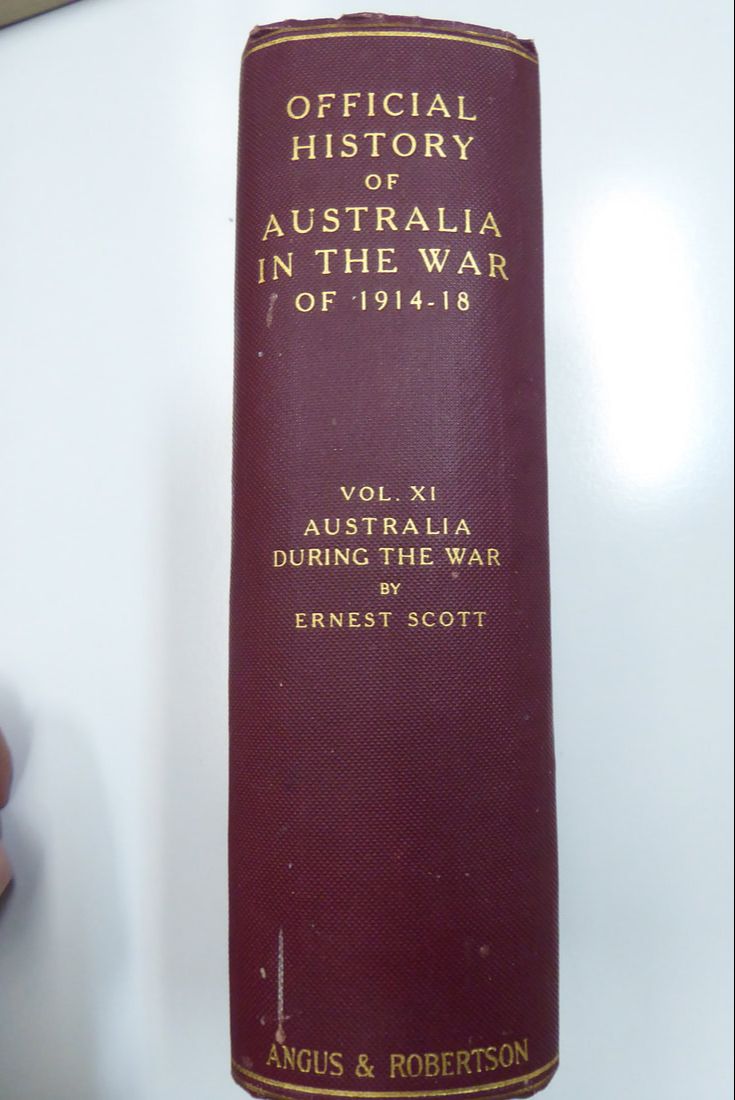 OFFICIAL
HISTORY
OF
AUSTRALIA
IN THE WAR
OF 1914-18
VOL. XI
AUSTRALIA
DURING THE WAR
BY
ERNEST SCOTT
ANGUS & ROBERTSON